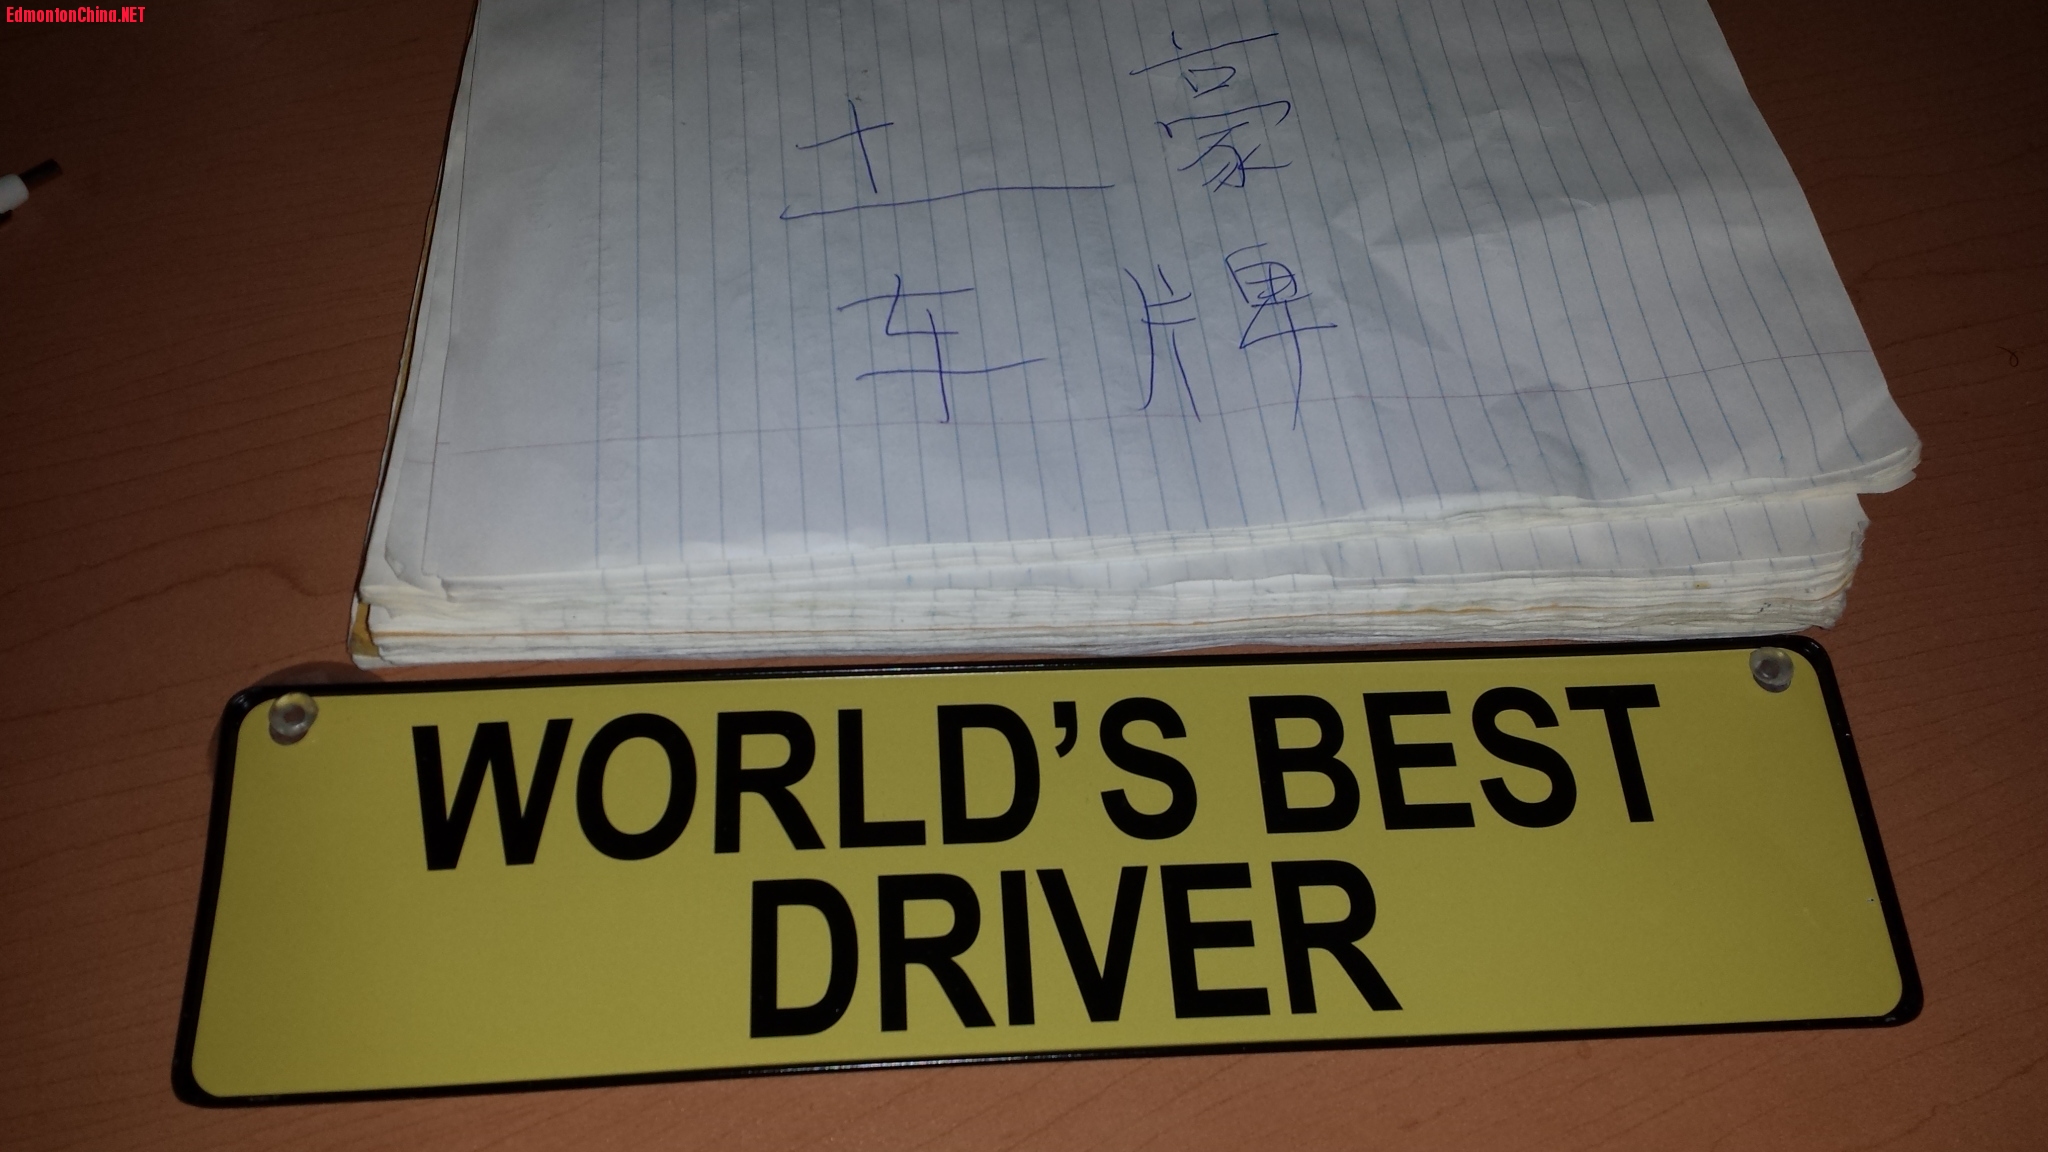 EdmontonChina.NET
土豪
车牌
WORLD'S BEST
DRIVER